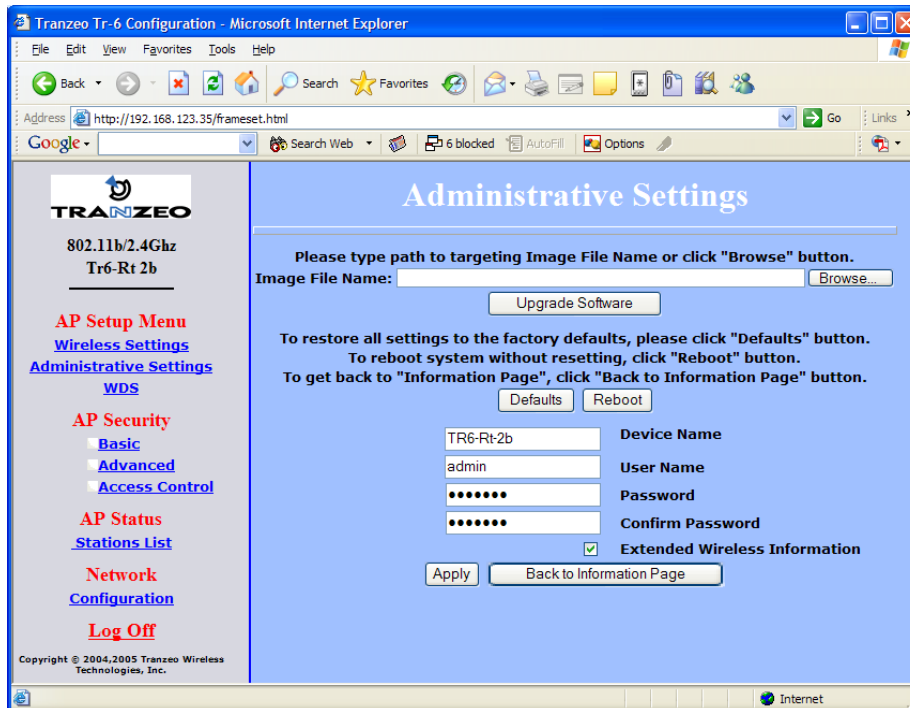 Tranzeo Tr-6 Configuration - Microsoft Internet Explorer
File Edit View Favorites Tools Help
Back Search Favorites
Address http://192.168.123.35/frameset.html Go Links
Google Search Web 6 blocked AutoFill Options
TRANZEO
802.11b/2.4Ghz
Tr6-Rt 2b
AP Setup Menu
Wireless Settings
Administrative Settings
WDS
AP Security
Basic
Advanced
Access Control
AP Status
Stations List
Network
Configuration
Log Off
Copyright © 2004,2005 Tranzeo Wireless
Technologies, Inc.
Administrative Settings
Please type path to targeting Image File Name or click "Browse" button.
Image File Name: Browse...
Upgrade Software
To restore all settings to the factory defaults, please click "Defaults" button.
To reboot system without resetting, click "Reboot" button.
To get back to "Information Page", click "Back to Information Page" button.
Defaults Reboot
TR6-Rt-2b Device Name
admin User Name
••••••• Password
••••••• Confirm Password
Extended Wireless Information
Apply Back to Information Page
Internet